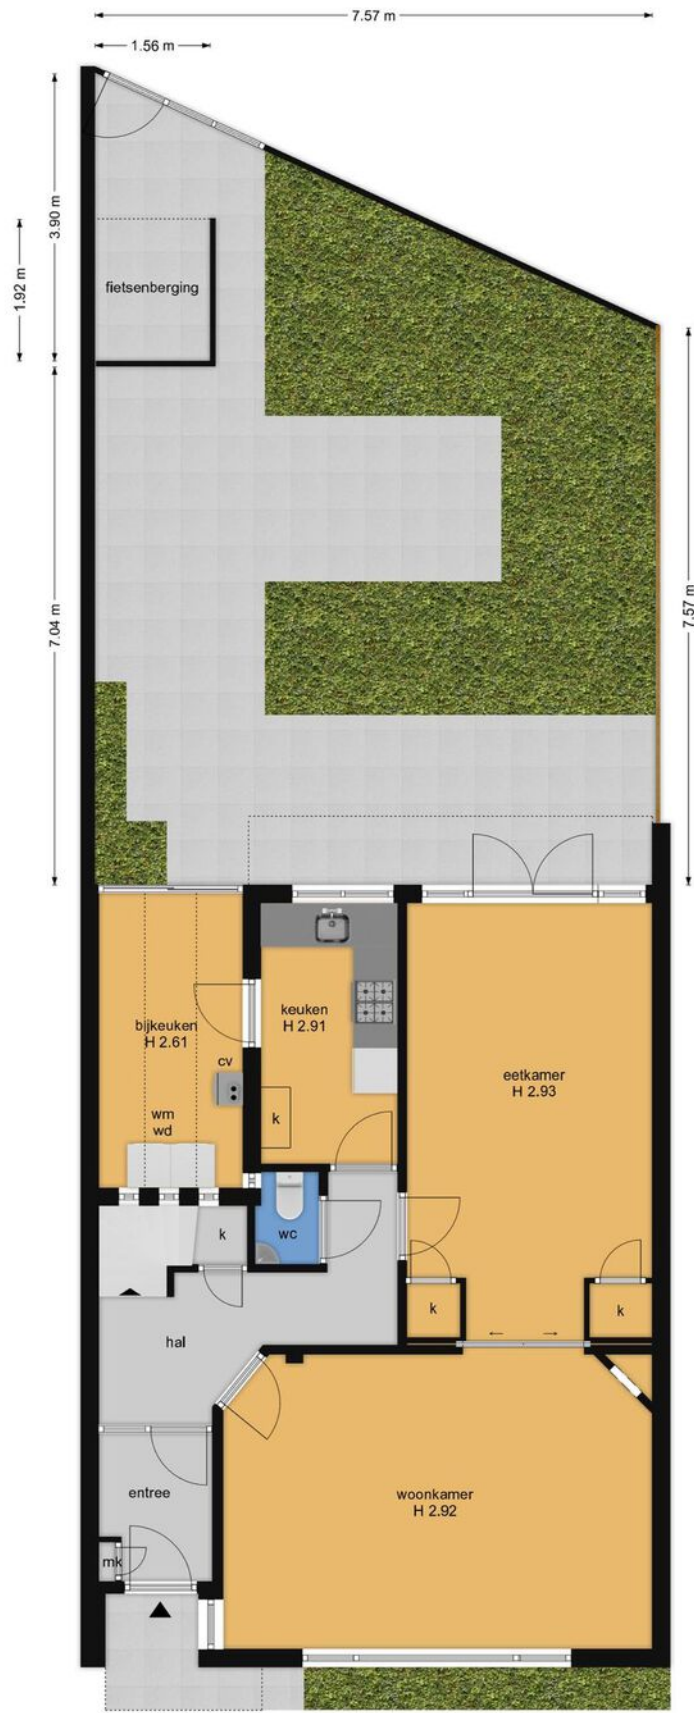 7.57 m
1.56 m
3.90 m
1.92 m
fietsenberging
7.04 m
7.57 m
bijkeuken
H 2.61
keuken
H 2.91
cv
eetkamer
H 2.93
wm
wd
k
wc
k
k
k
hal
entree
woonkamer
H 2.92
mk